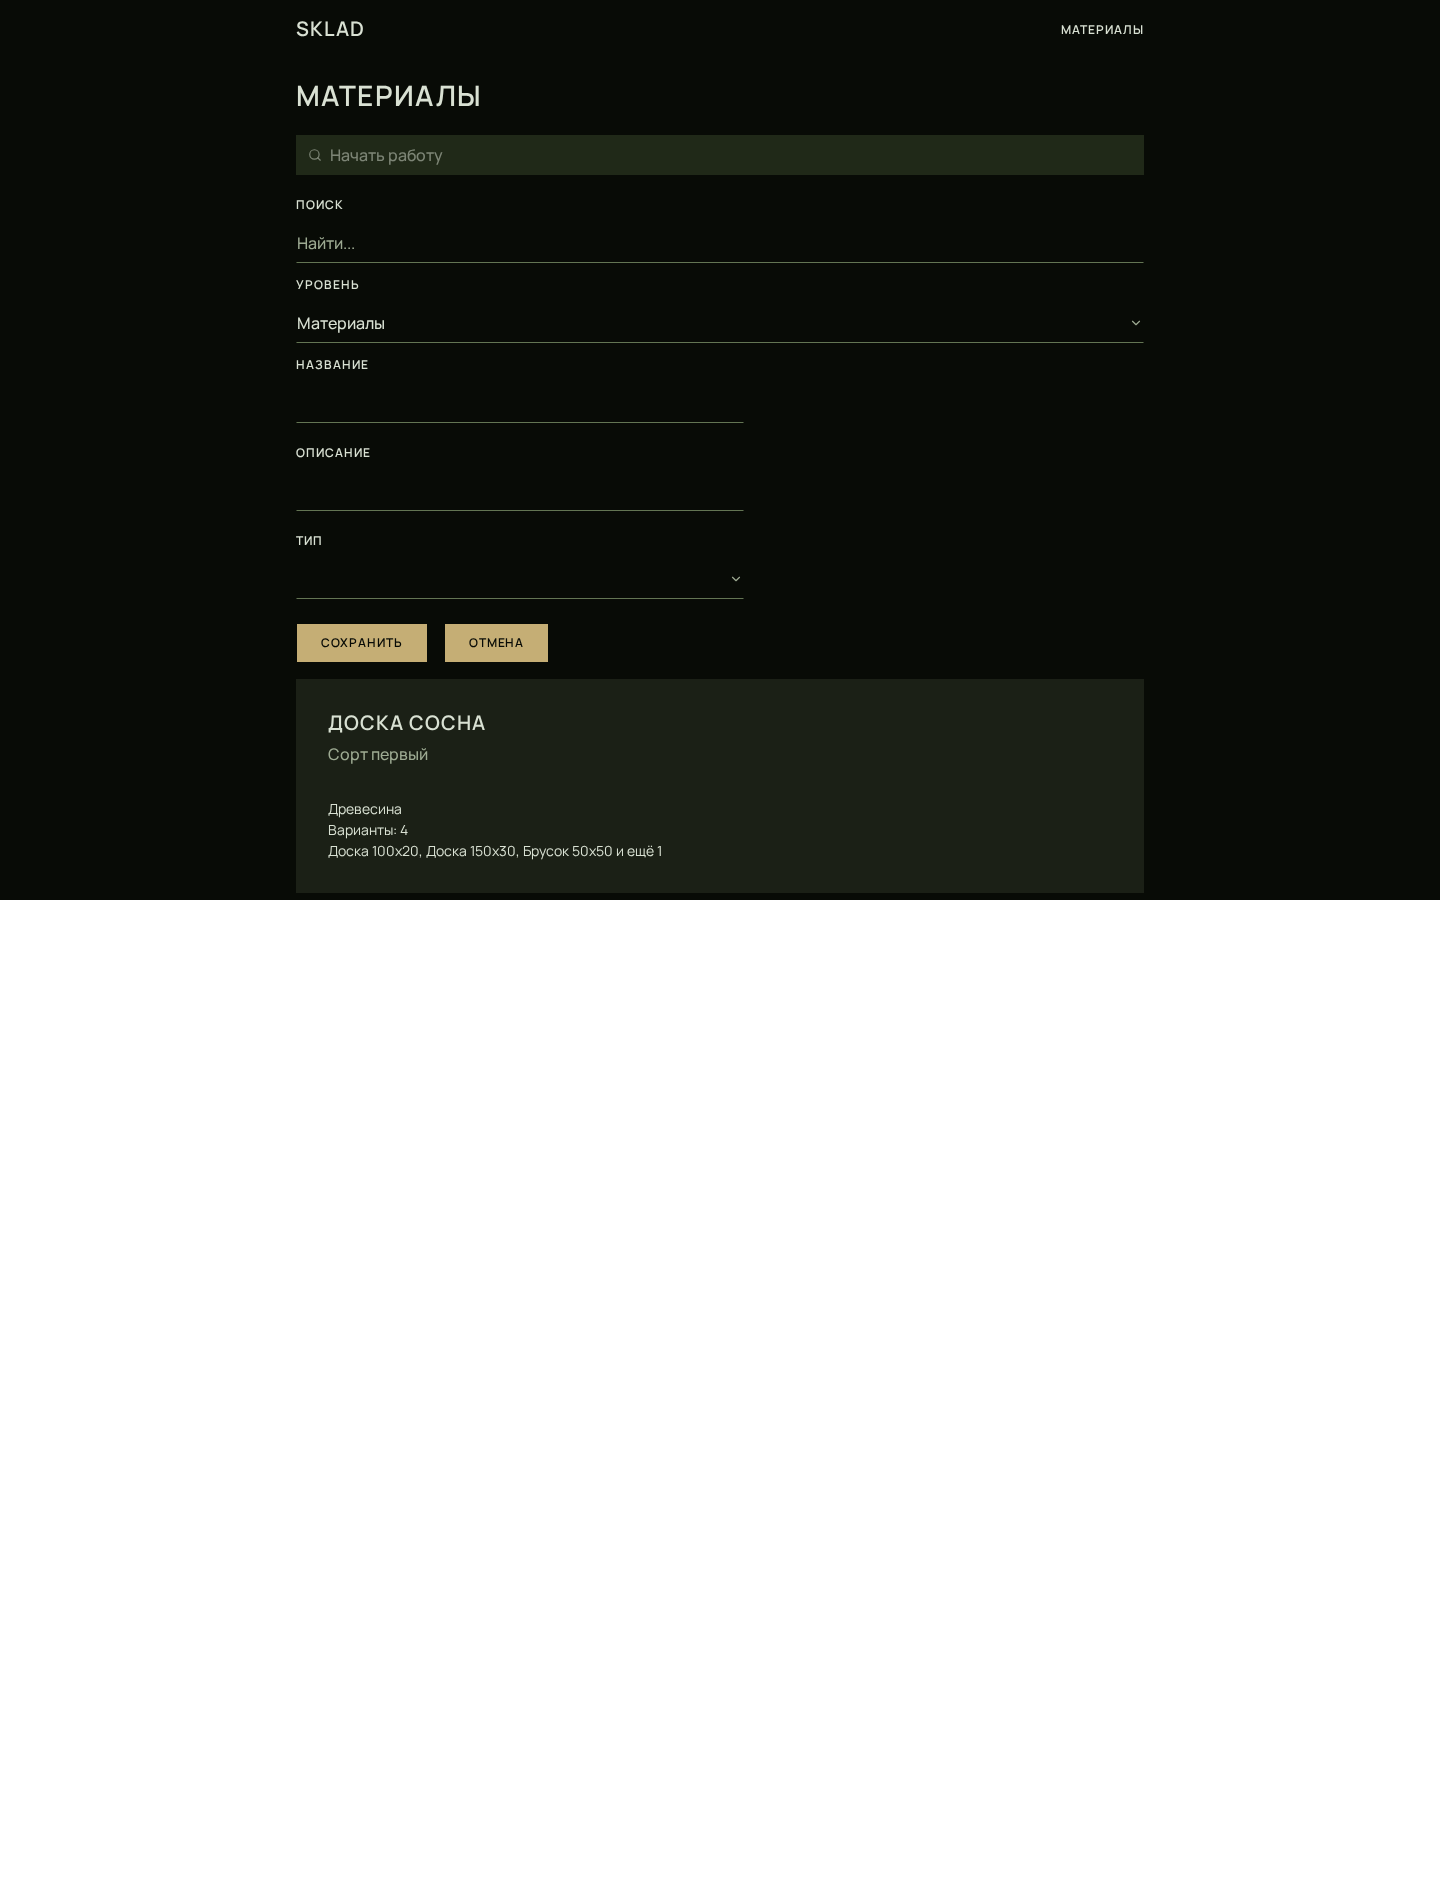 SKLAD
МАТЕРИАЛЫ
МАТЕРИАЛЫ
Начать работу
ПОИСК
Найти...
УРОВЕНЬ
Материалы
НАЗВАНИЕ
ОПИСАНИЕ
ТИП
СОХРАНИТЬ
ОТМЕНА
ДОСКА СОСНА
Сорт первый
Древесина
Варианты: 4
Доска 100x20, Доска 150x30, Брусок 50x50 и ещё 1